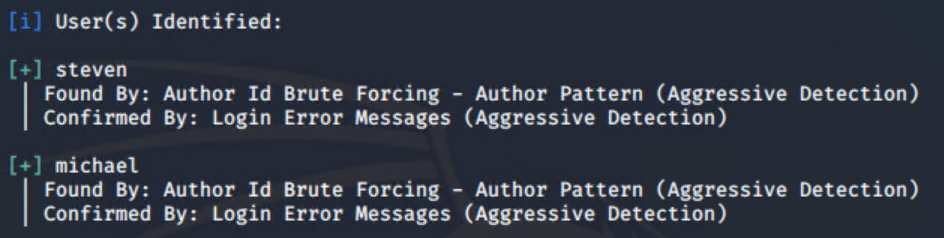 [i] User(s) Identified:
[+] steven
| Found By: Author Id Brute Forcing - Author Pattern (Aggressive Detection)
| Confirmed By: Login Error Messages (Aggressive Detection)
[+] michael
| Found By: Author Id Brute Forcing - Author Pattern (Aggressive Detection)
| Confirmed By: Login Error Messages (Aggressive Detection)